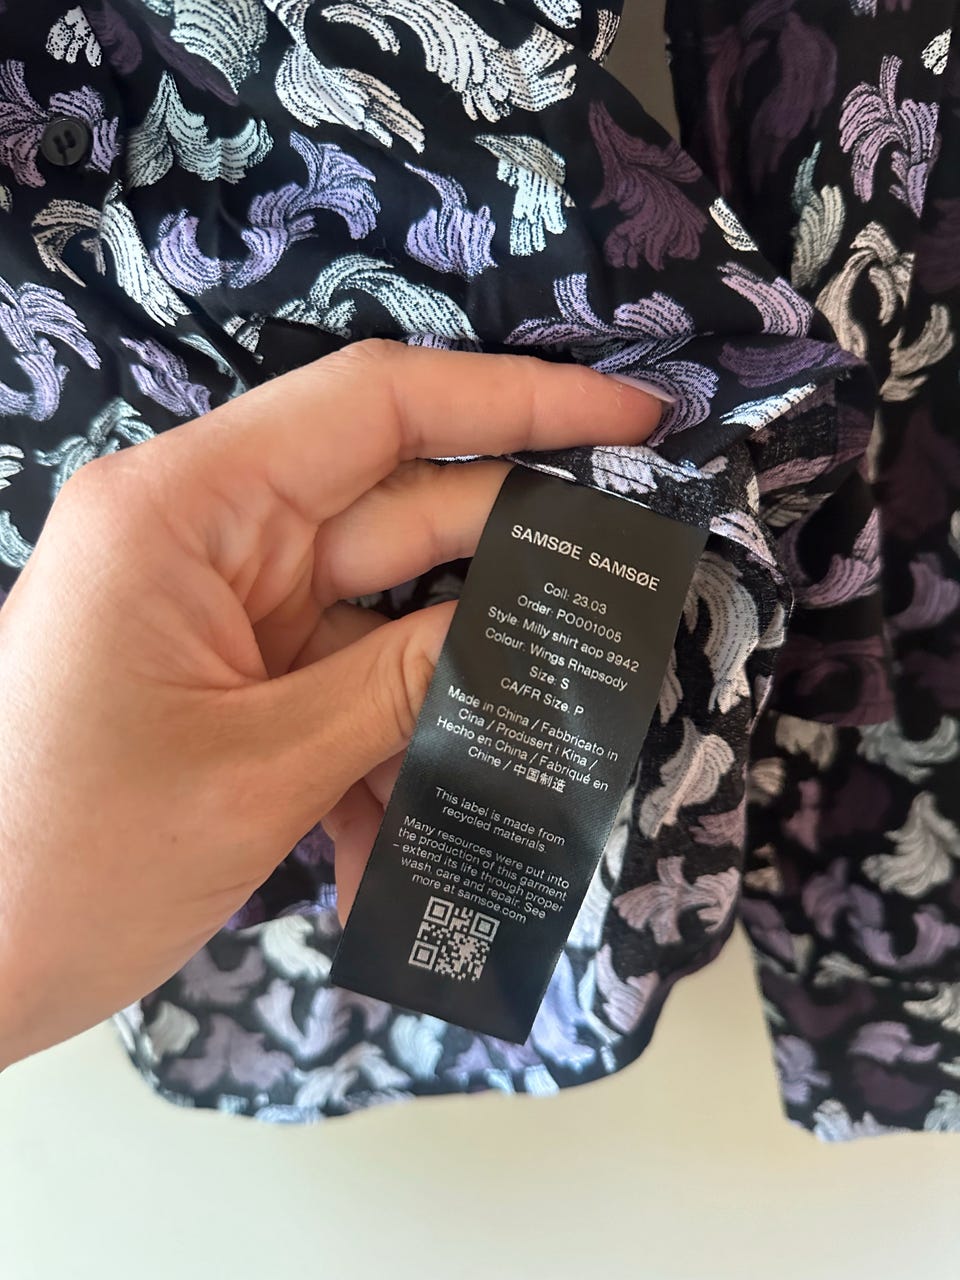 SAMSØE SAMSØE
Coll: 23.03
Order: PO001005
Style: Milly shirt aop 9942
Colour: Wings Rhapsody
Size: S
CA/FR Size: P
Made in China / Fabbricato in
Cina / Produsert i Kina /
Hecho en China / Fabriqué en
Chine / 中国制造
This label is made from
recycled materials
Many resources were put into
the production of this garment
– extend its life through proper
wash, care and repair. See
more at samsoe.com